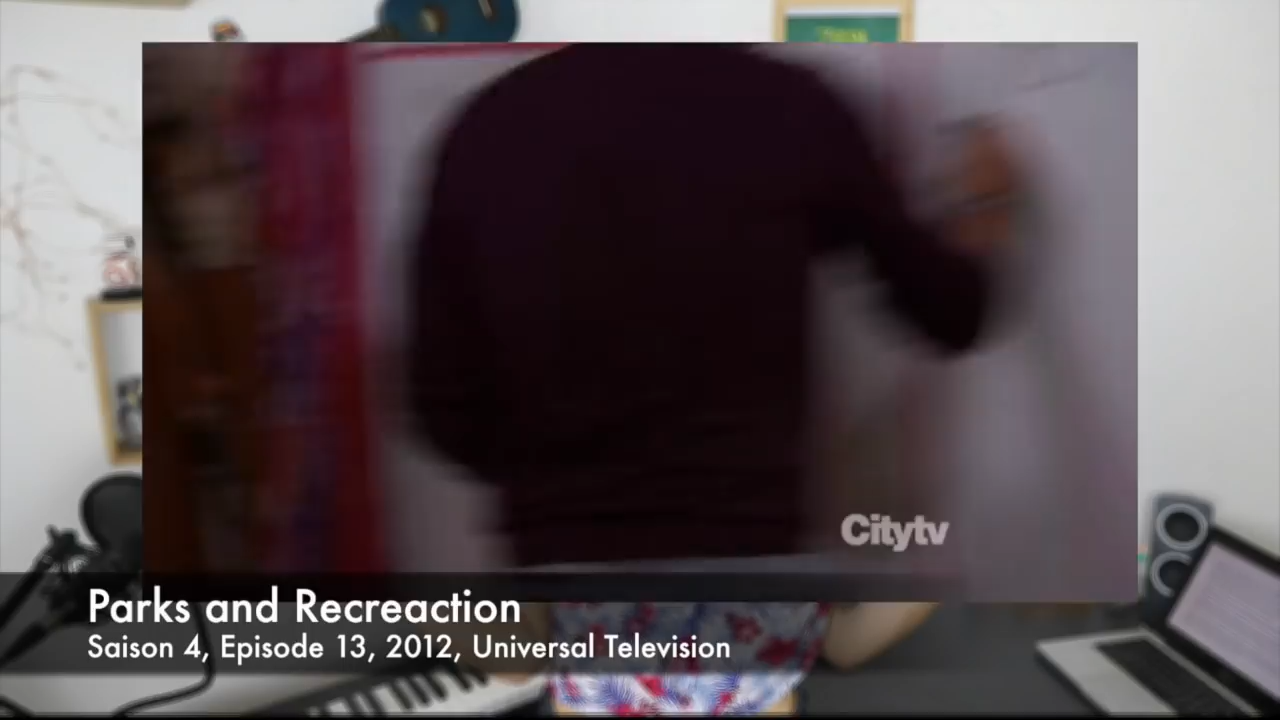 Citytv
Parks and Recreaction
Saison 4, Episode 13, 2012, Universal Television